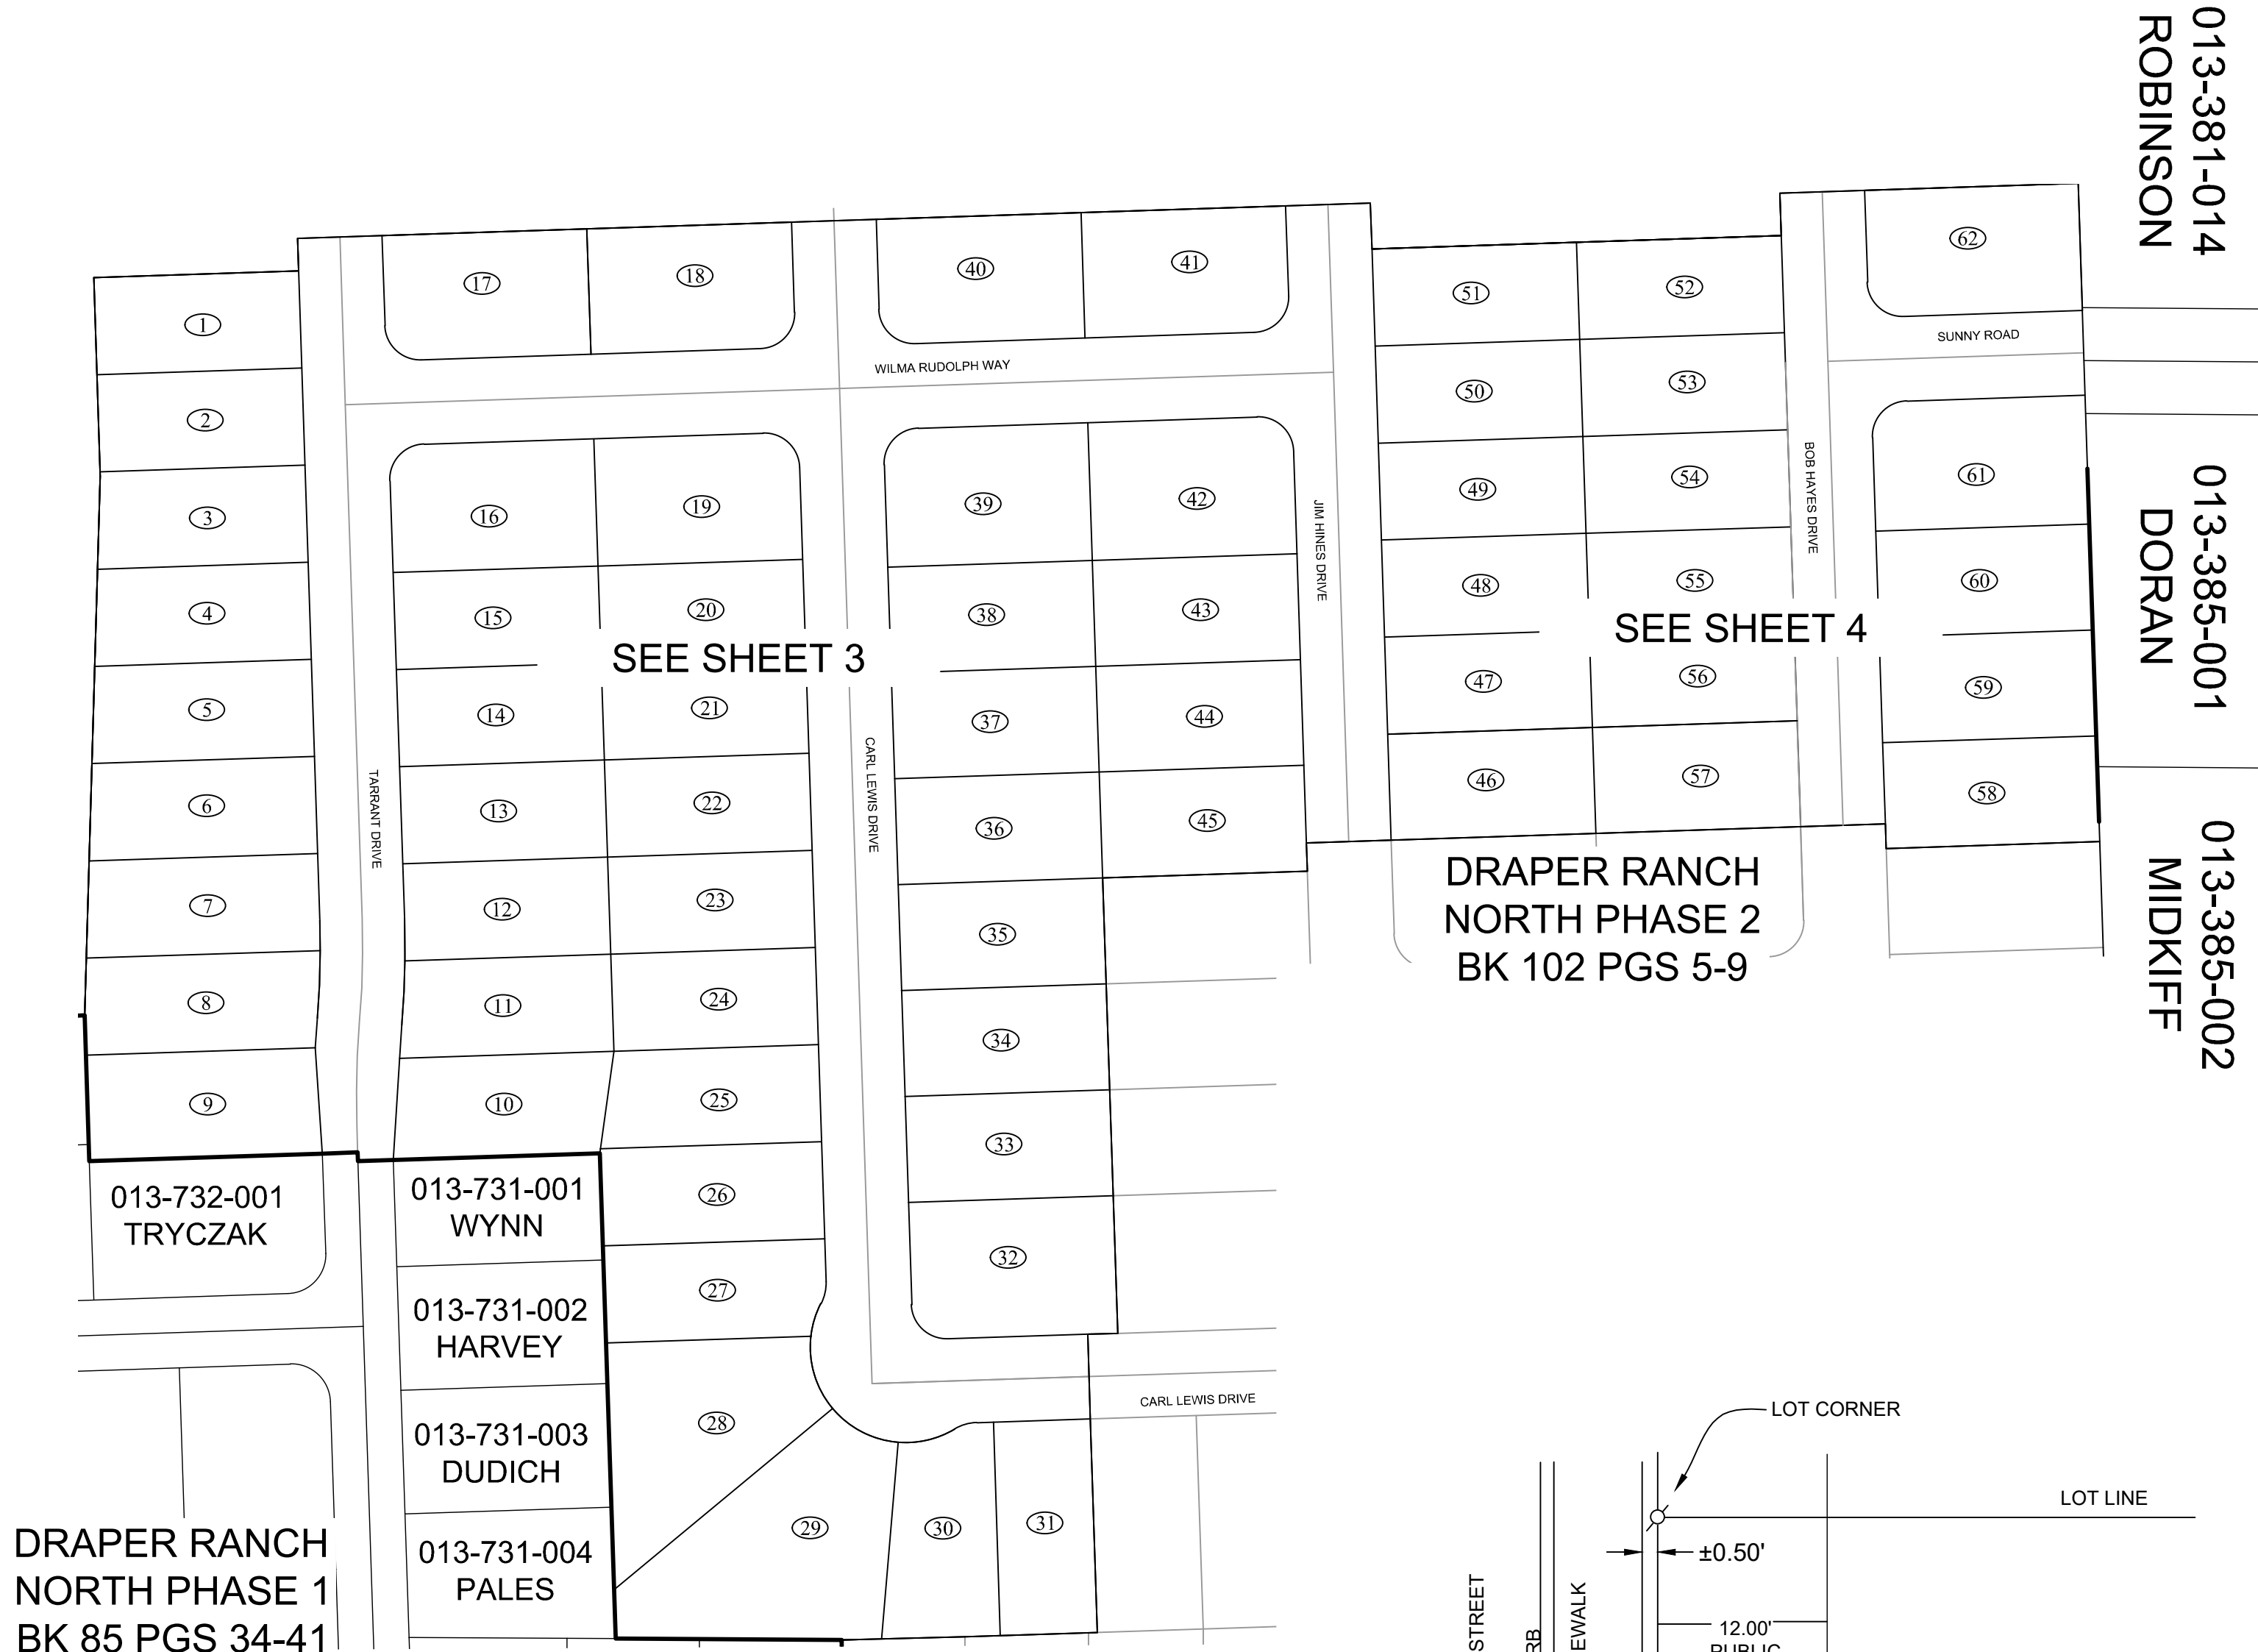 013-381-014
ROBINSON
62
41
40
18
17
52
51
1
SUNNY ROAD
WILMA RUDOLPH WAY
53
50
2
61
54
49
42
39
19
16
3
BOB HAYES DRIVE
JIM HINES DRIVE
013-385-001
DORAN
60
55
48
43
38
20
15
4
SEE SHEET 3
SEE SHEET 4
59
56
47
44
37
21
14
5
58
57
46
45
36
22
13
6
TARRANT DRIVE
CARL LEWIS DRIVE
DRAPER RANCH
NORTH PHASE 2
BK 102 PGS 5-9
013-385-002
MIDKIFF
35
23
12
7
34
24
11
8
33
25
10
9
013-732-001
TRYCZAK
013-731-001
WYNN
26
32
27
013-731-002
HARVEY
CARL LEWIS DRIVE
28
013-731-003
DUDICH
29
30
31
013-731-004
PALES
DRAPER RANCH
NORTH PHASE 1
BK 85 PGS 34-41
LOT CORNER
LOT LINE
±0.50'
12.00'
PUBLIC
STREET
RB
EWALK